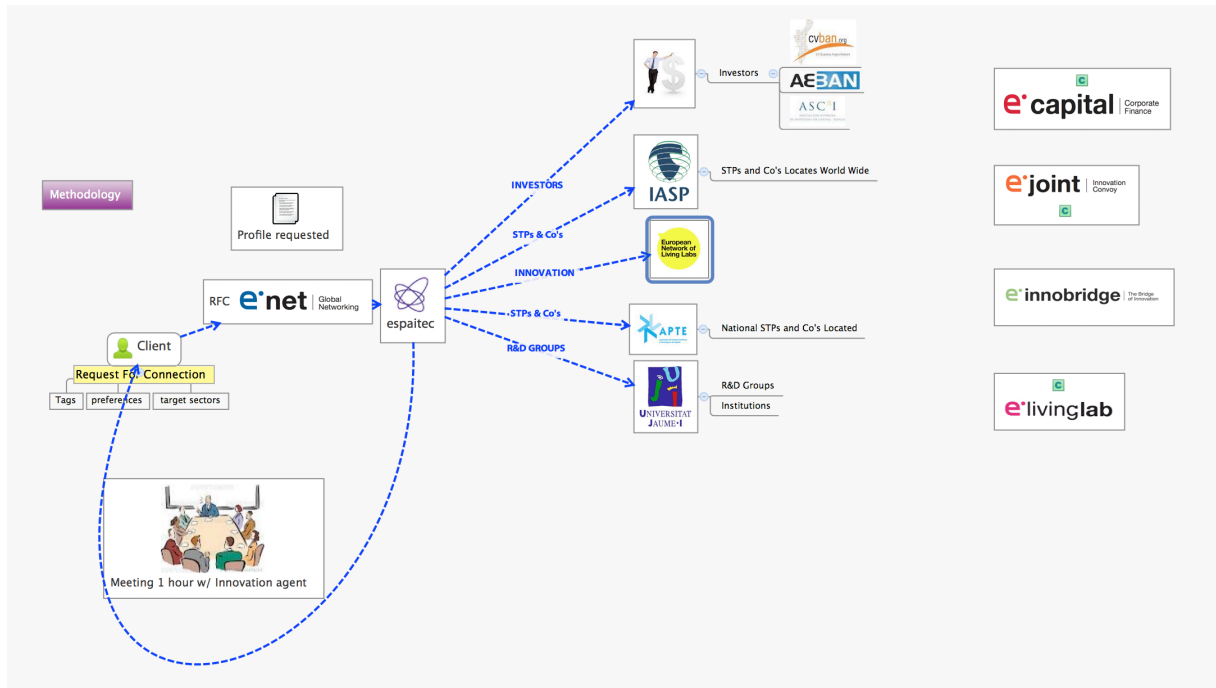 Methodology
Profile requested
RFC
e·net
Global
Networking
espaitec
Client
Request For Connection
Tags
preferences
target sectors
Meeting 1 hour w/ Innovation agent
INVESTORS
STPs & Co's
INNOVATION
STPs & Co's
R&D GROUPS
$
Investors
cvban.org
AEBAN
ASC*I
IASP
STPs and Co's Locates World Wide
European
Network of
Living Labs
APTE
National STPs and Co's Located
UJI
UNIVERSITAT
JAUME·I
R&D Groups
Institutions
C
e·capital
Corporate
Finance
e·joint
Innovation
Convoy
C
e·innobridge
The Bridge
of Innovation
C
e·livinglab